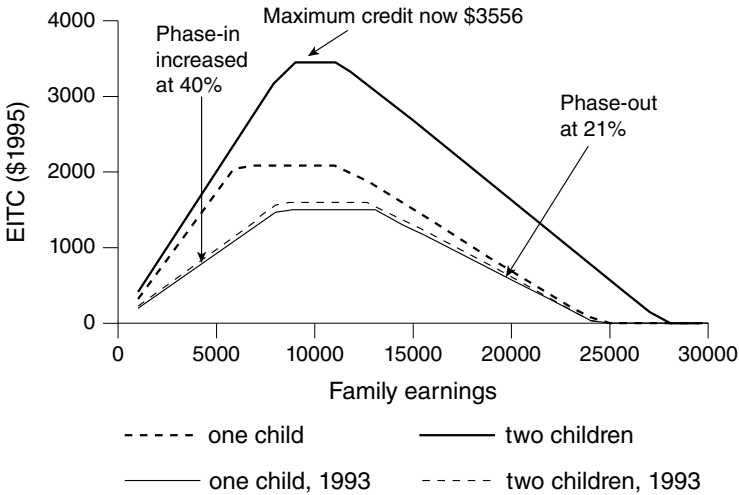 Maximum credit now $3556
Phase-in
increased
at 40%
Phase-out
at 21%
EITC ($1995)
4000
3000
2000
1000
0
0 5000 10000 15000 20000 25000 30000
Family earnings
one child two children
one child, 1993 two children, 1993